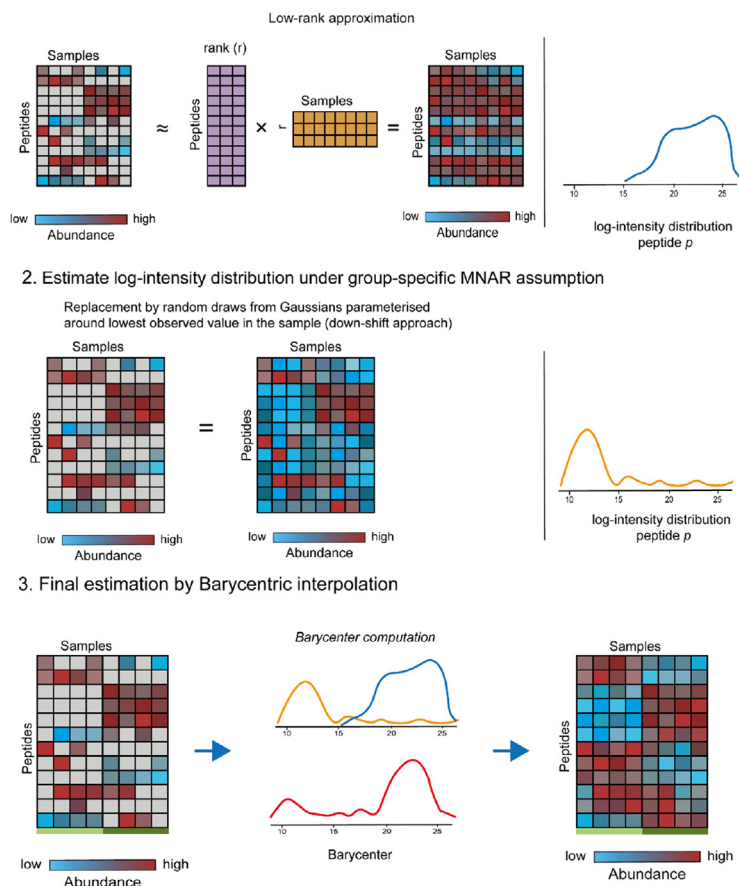 Low-rank approximation
Samples
Peptides
low high
Abundance
≈
rank (r)
Peptides
×
Samples
r
=
low high
Abundance
10 15 20 25
log-intensity distribution
peptide p
2. Estimate log-intensity distribution under group-specific MNAR assumption
Replacement by random draws from Gaussians parameterised
around lowest observed value in the sample (down-shift approach)
Samples
Peptides
low high
Abundance
=
Samples
Peptides
low high
Abundance
10 15 20 25
log-intensity distribution
peptide p
3. Final estimation by Barycentric interpolation
Samples
Peptides
low high
Abundance
Barycenter computation
10 15 20 25
10 15 20 25
Barycenter
Samples
Peptides
low high
Abundance